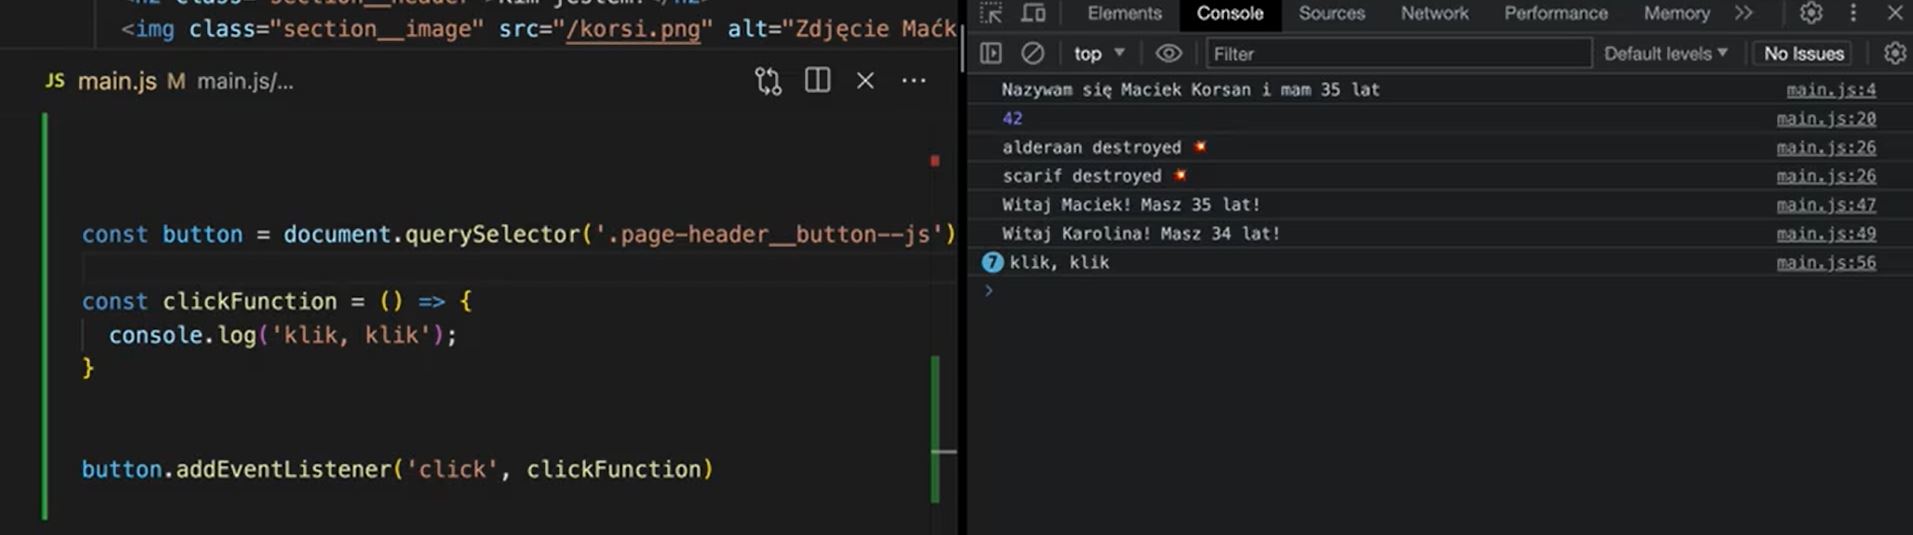 <h2 class="section__header">Kim jestem?</h2>
<img class="section__image" src="/korsi.png" alt="Zdjęcie Maćk
JS main.js M main.js/...
const button = document.querySelector('.page-header__button--js')
const clickFunction = () => {
console.log('klik, klik');
}
button.addEventListener('click', clickFunction)
Elements Console Sources Network Performance Memory
top Filter Default levels No Issues
Nazywam się Maciek Korsan i mam 35 lat main.js:4
42 main.js:20
alderaan destroyed 💥 main.js:26
scarif destroyed 💥 main.js:26
Witaj Maciek! Masz 35 lat! main.js:47
Witaj Karolina! Masz 34 lat! main.js:49
7 klik, klik main.js:56